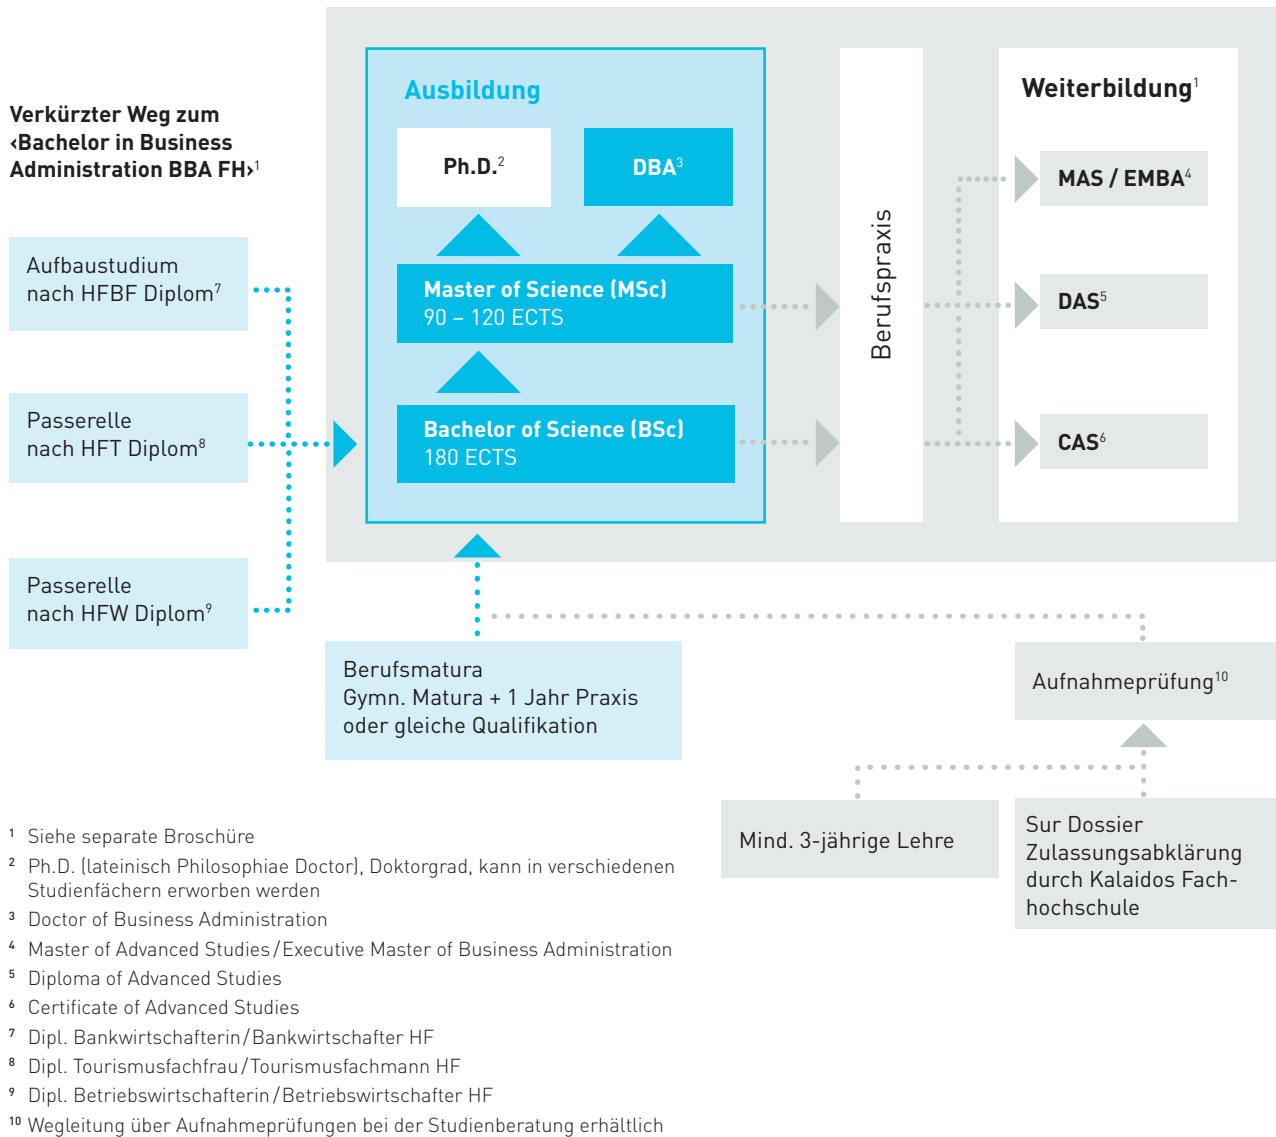 Verkürzter Weg zum
‹Bachelor in Business
Administration BBA FH›¹
Aufbaustudium
nach HFBF Diplom⁷
Passerelle
nach HFT Diplom⁸
Passerelle
nach HFW Diplom⁹
Ausbildung
Ph.D.²
DBA³
Master of Science (MSc)
90 – 120 ECTS
Bachelor of Science (BSc)
180 ECTS
Berufspraxis
Weiterbildung¹
MAS / EMBA⁴
DAS⁵
CAS⁶
Berufsmatura
Gymn. Matura + 1 Jahr Praxis
oder gleiche Qualifikation
Aufnahmeprüfung¹⁰
Mind. 3-jährige Lehre
Sur Dossier
Zulassungsabklärung
durch Kalaidos Fach-
hochschule
¹ Siehe separate Broschüre
² Ph.D. (lateinisch Philosophiae Doctor), Doktorgrad, kann in verschiedenen
Studienfächern erworben werden
³ Doctor of Business Administration
⁴ Master of Advanced Studies/Executive Master of Business Administration
⁵ Diploma of Advanced Studies
⁶ Certificate of Advanced Studies
⁷ Dipl. Bankwirtschafterin/Bankwirtschafter HF
⁸ Dipl. Tourismusfachfrau/Tourismusfachmann HF
⁹ Dipl. Betriebswirtschafterin/Betriebswirtschafter HF
¹⁰ Wegleitung über Aufnahmeprüfungen bei der Studienberatung erhältlich